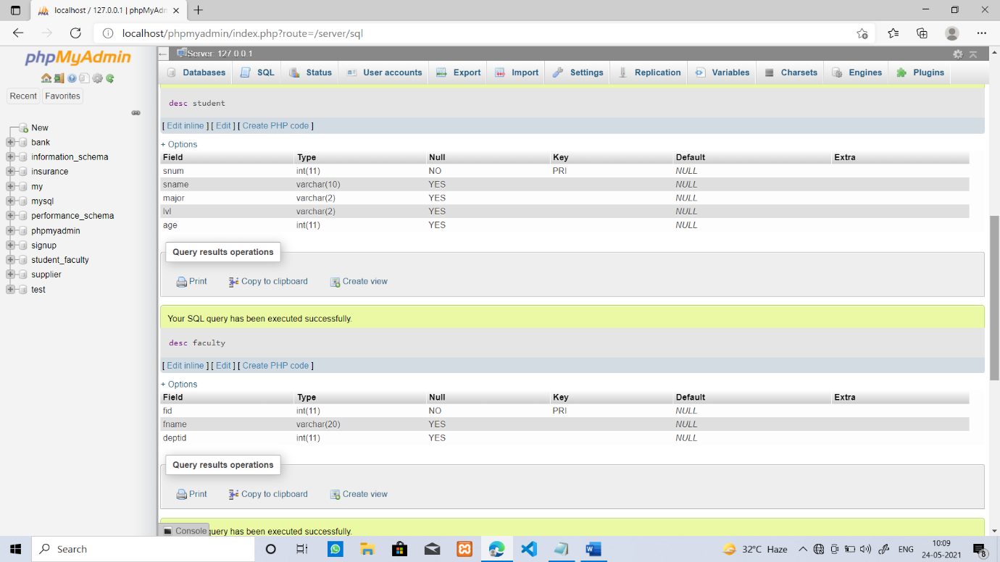 localhost / 127.0.0.1 | phpMyAdn
localhost/phpmyadmin/index.php?route=/server/sql
phpMyAdmin
Recent Favorites
New
bank
information_schema
insurance
my
mysql
performance_schema
phpmyadmin
signup
student_faculty
supplier
test
Server: 127.0.0.1
Databases SQL Status User accounts Export Import Settings Replication Variables Charsets Engines Plugins
desc student
[ Edit inline ] [ Edit ] [ Create PHP code ]
+ Options
Field Type Null Key Default Extra
snum int(11) NO PRI NULL
sname varchar(10) YES NULL
major varchar(2) YES NULL
lvl varchar(2) YES NULL
age int(11) YES NULL
Query results operations
Print Copy to clipboard Create view
Your SQL query has been executed successfully.
desc faculty
[ Edit inline ] [ Edit ] [ Create PHP code ]
+ Options
Field Type Null Key Default Extra
fid int(11) NO PRI NULL
fname varchar(20) YES NULL
deptid int(11) YES NULL
Query results operations
Print Copy to clipboard Create view
Console query has been executed successfully.
Search
32°C Haze ENG 10:09
24-05-2021 8